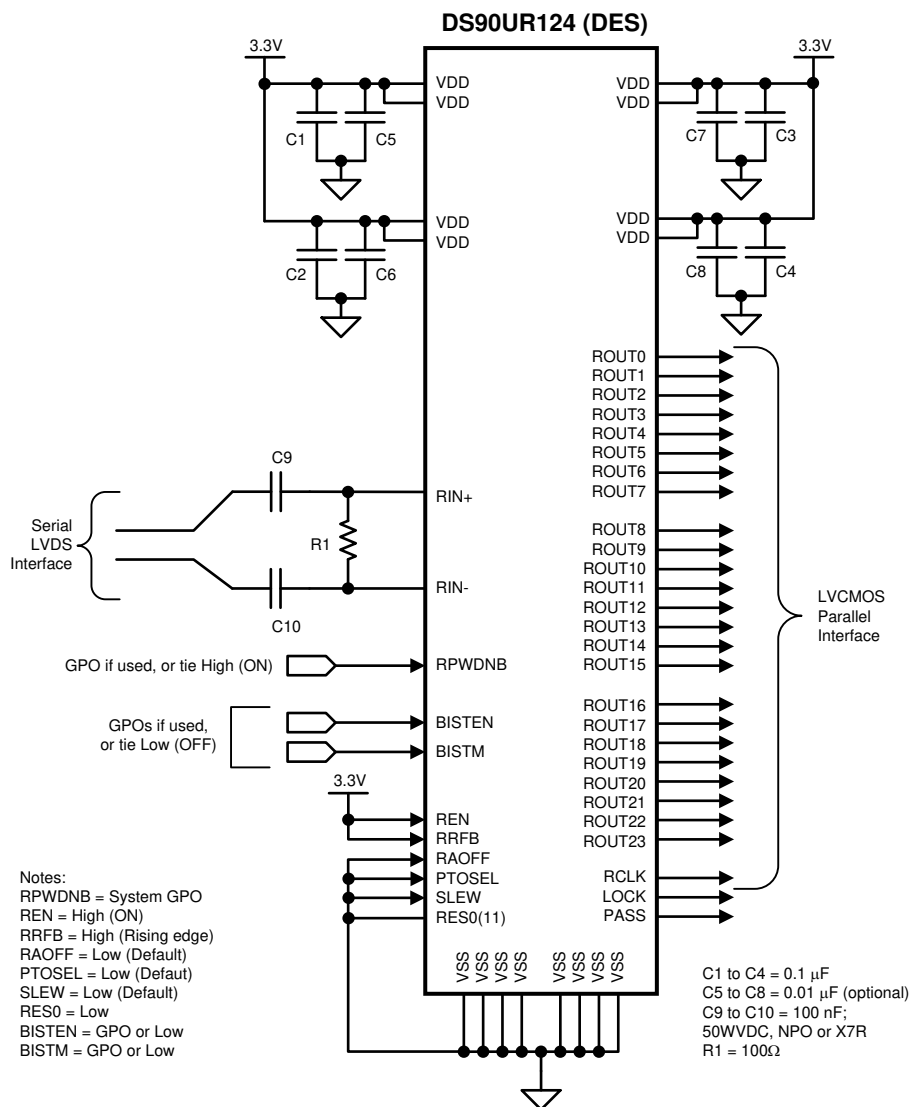 DS90UR124 (DES)
3.3V
3.3V
VDD
VDD
C1
C5
VDD
VDD
C7
C3
VDD
VDD
C2
C6
VDD
VDD
C8
C4
ROUT0
ROUT1
ROUT2
ROUT3
ROUT4
ROUT5
ROUT6
ROUT7
ROUT8
ROUT9
ROUT10
ROUT11
ROUT12
ROUT13
ROUT14
ROUT15
ROUT16
ROUT17
ROUT18
ROUT19
ROUT20
ROUT21
ROUT22
ROUT23
RCLK
LOCK
PASS
LVCMOS
Parallel
Interface
Serial
LVDS
Interface
C9
R1
C10
RIN+
RIN-
GPO if used, or tie High (ON)
RPWDNB
GPOs if used,
or tie Low (OFF)
BISTEN
BISTM
3.3V
REN
RRFB
RAOFF
PTOSEL
SLEW
RES0(11)
VSS
VSS
VSS
VSS
VSS
VSS
VSS
VSS
Notes:
RPWDNB = System GPO
REN = High (ON)
RRFB = High (Rising edge)
RAOFF = Low (Default)
PTOSEL = Low (Defaut)
SLEW = Low (Default)
RES0 = Low
BISTEN = GPO or Low
BISTM = GPO or Low
C1 to C4 = 0.1 μF
C5 to C8 = 0.01 μF (optional)
C9 to C10 = 100 nF;
50WVDC, NPO or X7R
R1 = 100Ω